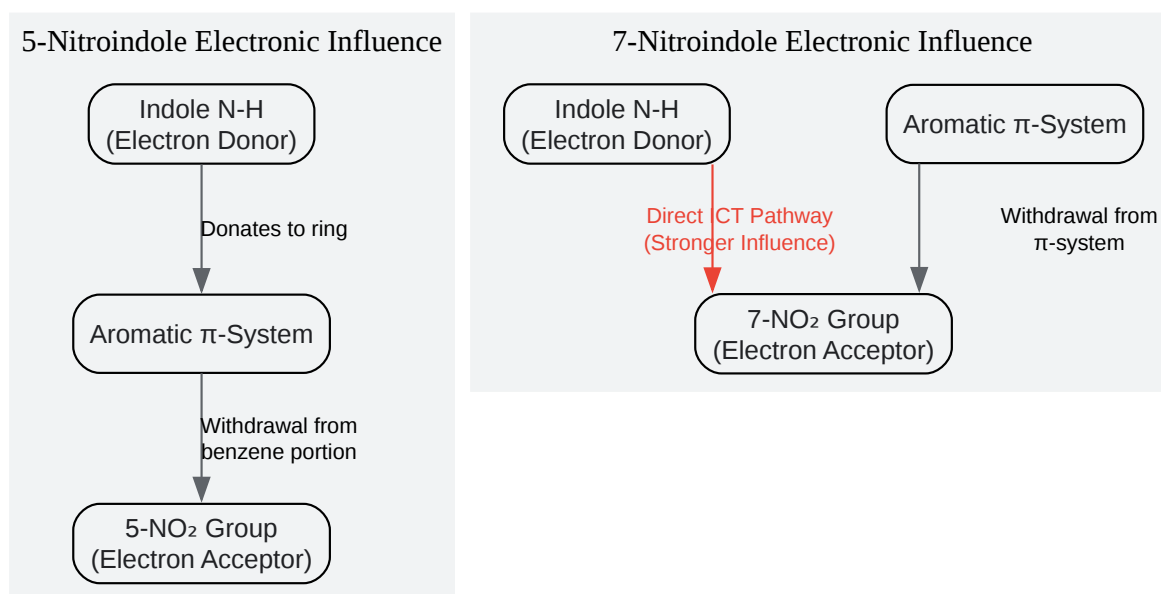 5-Nitroindole Electronic Influence
Indole N-H
(Electron Donor)
Donates to ring
Aromatic π-System
Withdrawal from
benzene portion
5-NO₂ Group
(Electron Acceptor)
7-Nitroindole Electronic Influence
Indole N-H
(Electron Donor)
Aromatic π-System
Direct ICT Pathway
(Stronger Influence)
Withdrawal from
π-system
7-NO₂ Group
(Electron Acceptor)